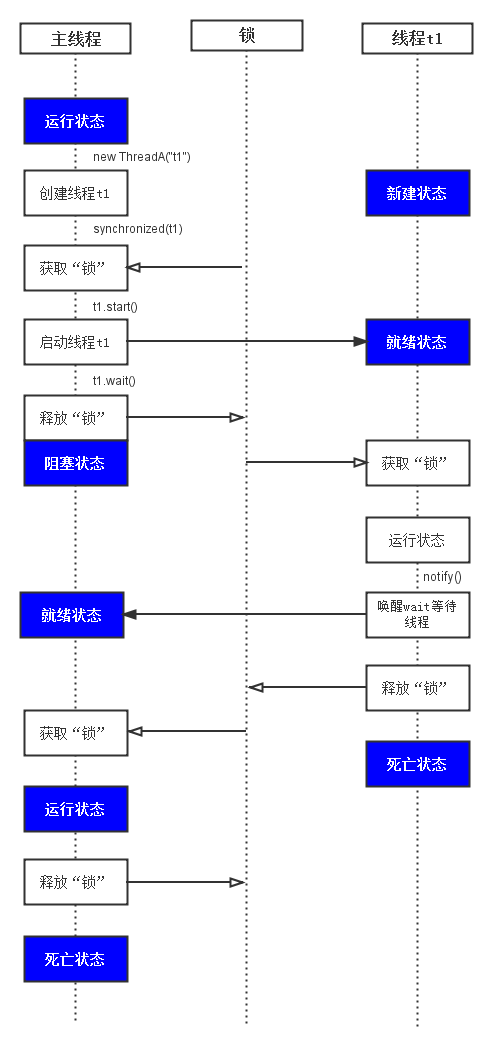 主线程
锁
线程t1
运行状态
new ThreadA("t1")
创建线程t1
新建状态
synchronized(t1)
获取“锁”
t1.start()
启动线程t1
就绪状态
t1.wait()
释放“锁”
阻塞状态
获取“锁”
运行状态
notify()
唤醒wait等待
线程
就绪状态
释放“锁”
获取“锁”
死亡状态
运行状态
释放“锁”
死亡状态